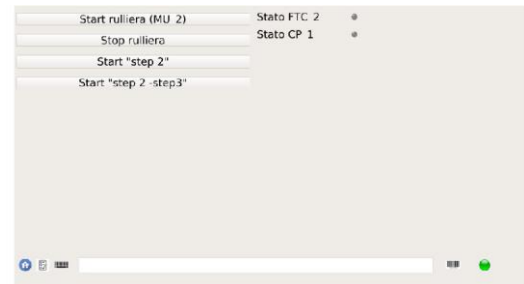 Start rulliera (MU 2)
Stop rulliera
Start "step 2"
Start "step 2 -step3"
Stato FTC 2
Stato CP 1